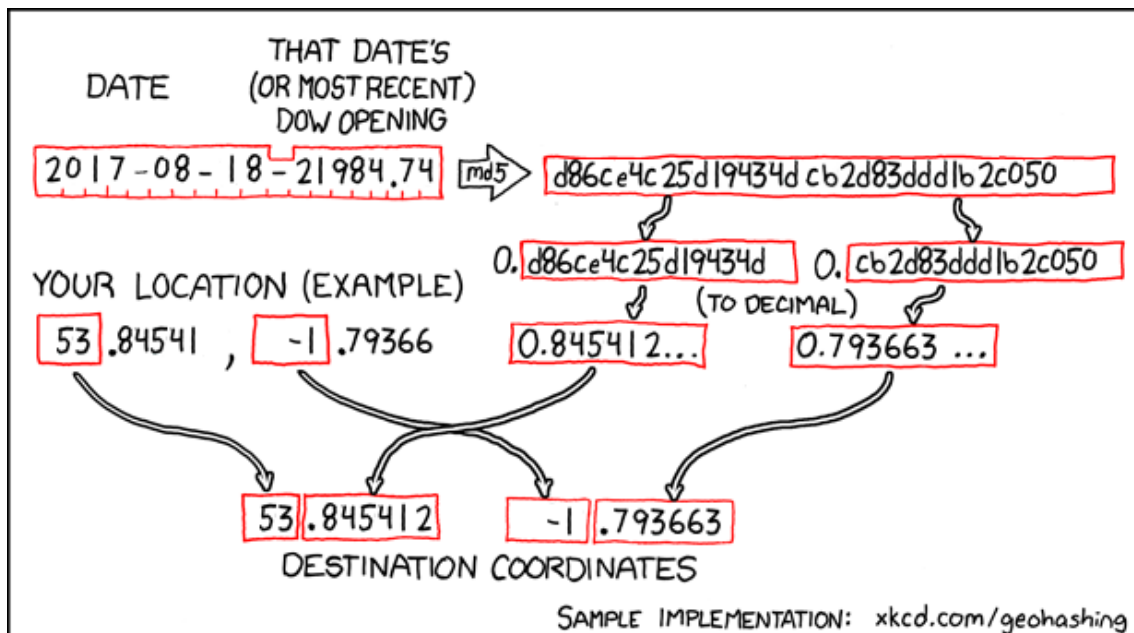 DATE
THAT DATE'S
(OR MOST RECENT)
DOW OPENING
2017-08-18-21984.74
md5
d86ce4c25d19434dcb2d83ddd1b2c050
0.d86ce4c25d19434d
0.cb2d83ddd1b2c050
YOUR LOCATION (EXAMPLE)
(TO DECIMAL)
53.84541, -1.79366
0.845412...
0.793663 ...
53.845412
-1.793663
DESTINATION COORDINATES
SAMPLE IMPLEMENTATION: xkcd.com/geohashing